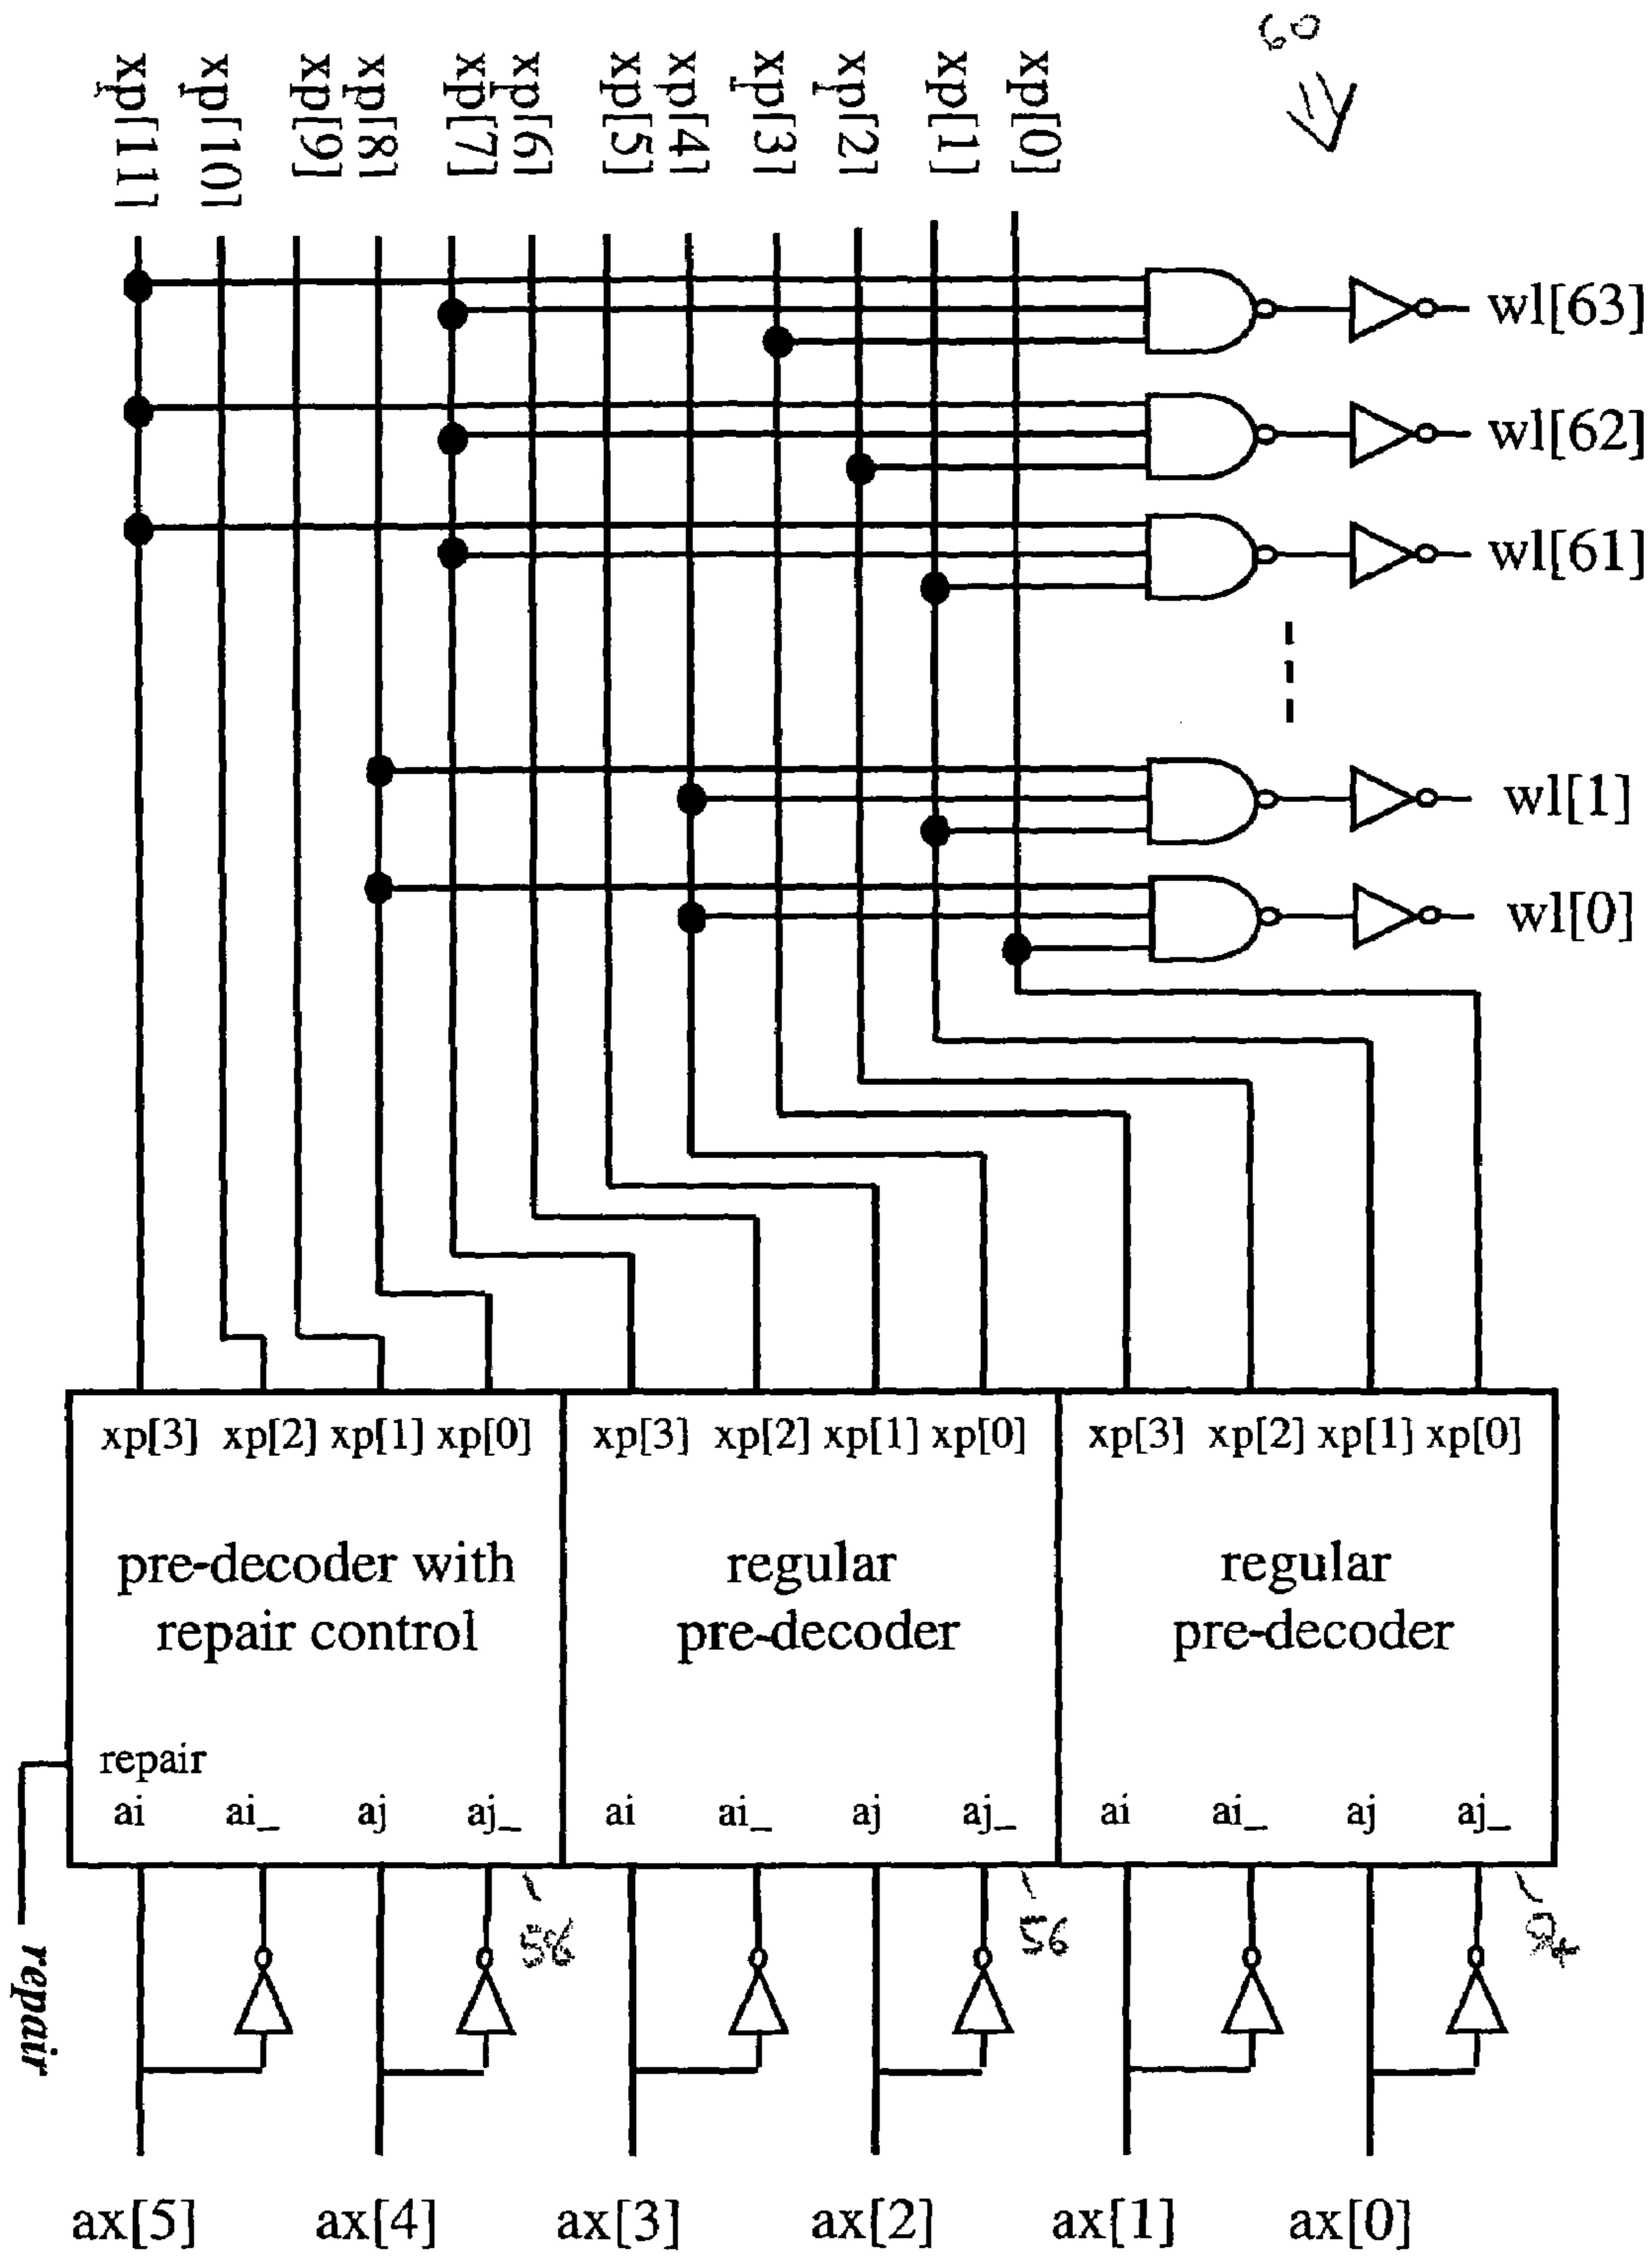 60
xp[11] xp[10] xp[9] xp[8] xp[7] xp[6] xp[5] xp[4] xp[3] xp[2] xp[1] xp[0]
wl[63]
wl[62]
wl[61]
wl[1]
wl[0]
xp[3] xp[2] xp[1] xp[0] xp[3] xp[2] xp[1] xp[0] xp[3] xp[2] xp[1] xp[0]
pre-decoder with
repair control
regular
pre-decoder
regular
pre-decoder
repair
ai ai_ aj aj_ ai ai_ aj aj_ ai ai_ aj aj_
58 56 54
repair
ax[5] ax[4] ax[3] ax[2] ax[1] ax[0]